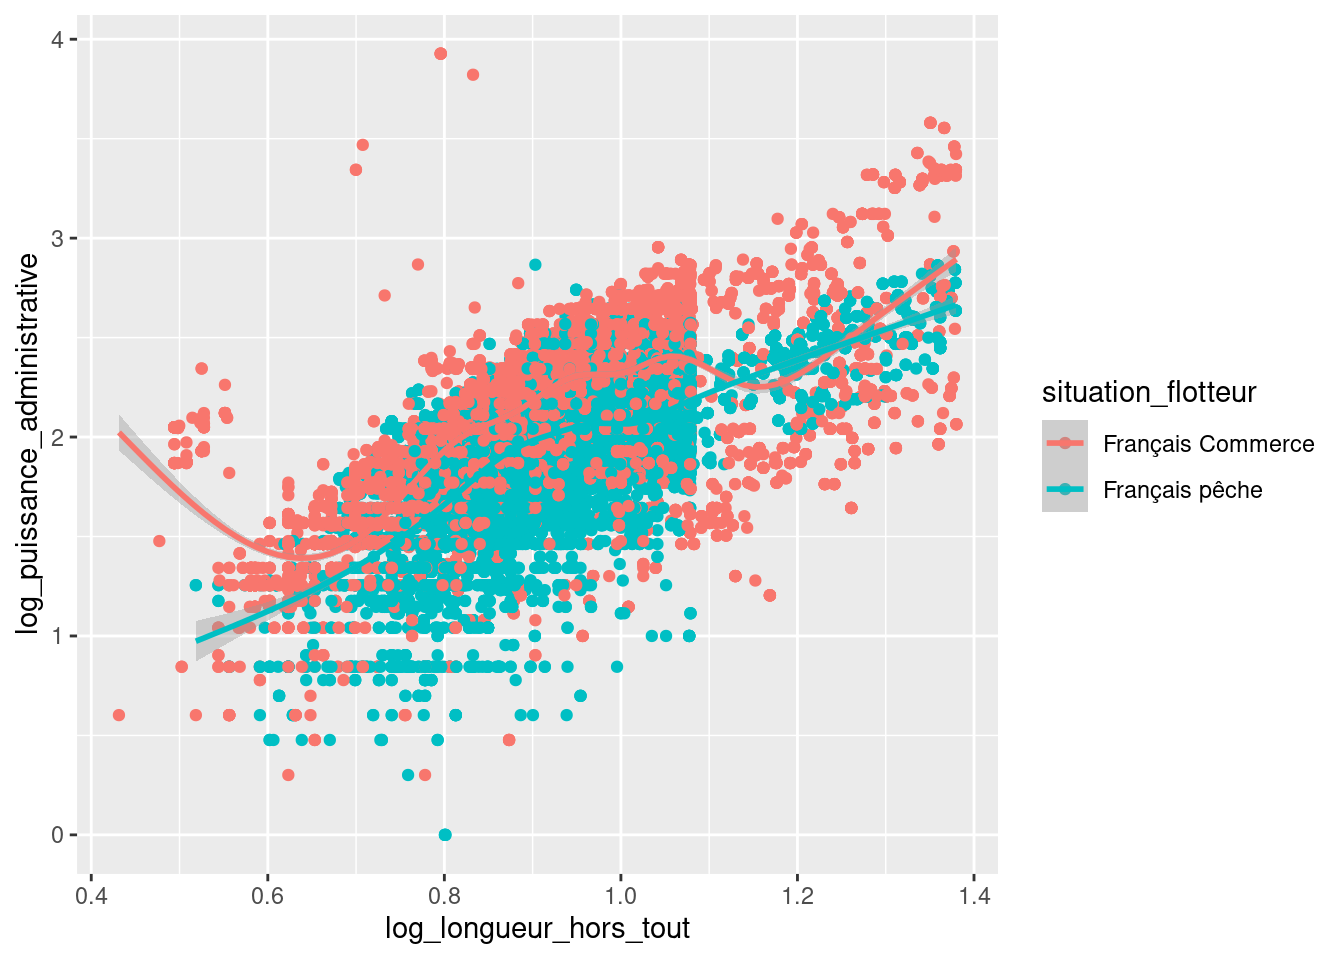 4
3
2
1
0
0.4 0.6 0.8 1.0 1.2 1.4
log_longueur_hors_tout
log_puissance_administrative
situation_flotteur
Français Commerce
Français pêche